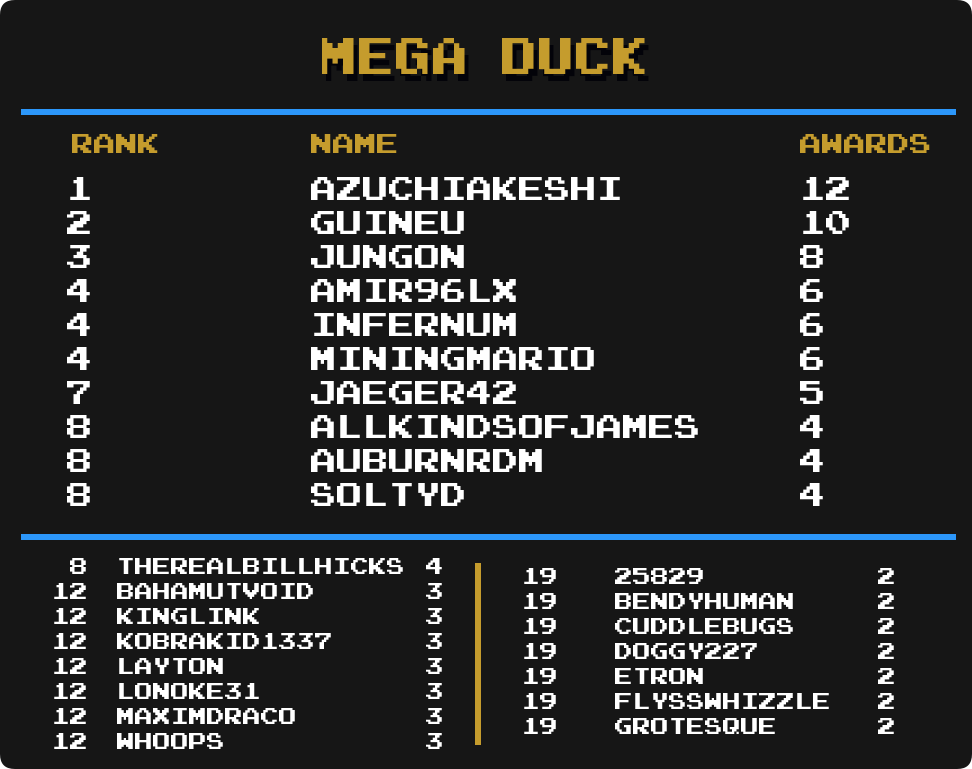 MEGA DUCK
RANK NAME AWARDS
1 AZUCHIAKESHI 12
2 GUINEU 10
3 JUNGON 8
4 AMIR96LX 6
4 INFERNUM 6
4 MININGMARIO 6
7 JAEGER42 5
8 ALLKINDSOFJAMES 4
8 AUBURNRDM 4
8 SOLTYD 4
8 THEREALBILLHICKS 4
12 BAHAMUTVOID 3
12 KINGLINK 3
12 KOBRAKID1337 3
12 LAYTON 3
12 LONOKE31 3
12 MAXIMDRACO 3
12 WHOOPS 3
19 25829 2
19 BENDYHUMAN 2
19 CUDDLEBUGS 2
19 DOGGY227 2
19 ETRON 2
19 FLYSSWHIZZLE 2
19 GROTESQUE 2